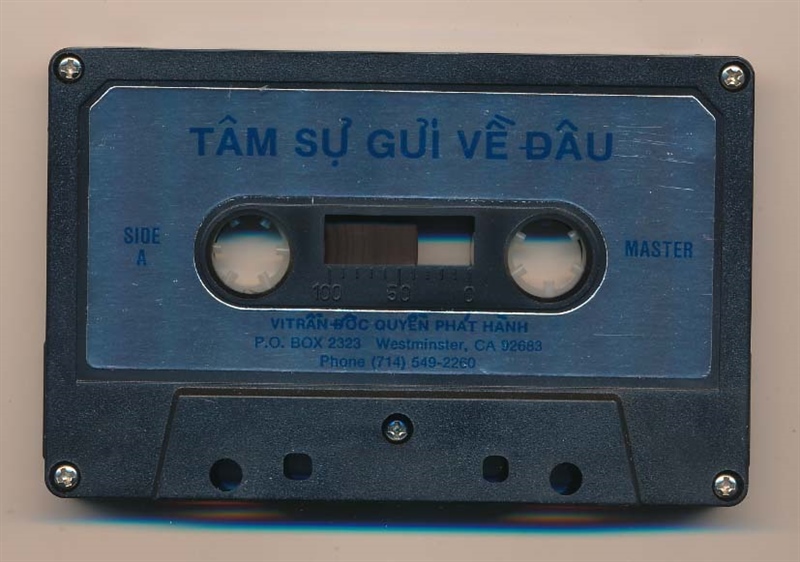 TÂM SỰ GỬI VỀ ĐÂU
SIDE
A
MASTER
100 50 0
VITRẦN ĐỘC QUYỀN PHÁT HÀNH
P.O. BOX 2323 Westminster, CA 92683
Phone (714) 549-2260